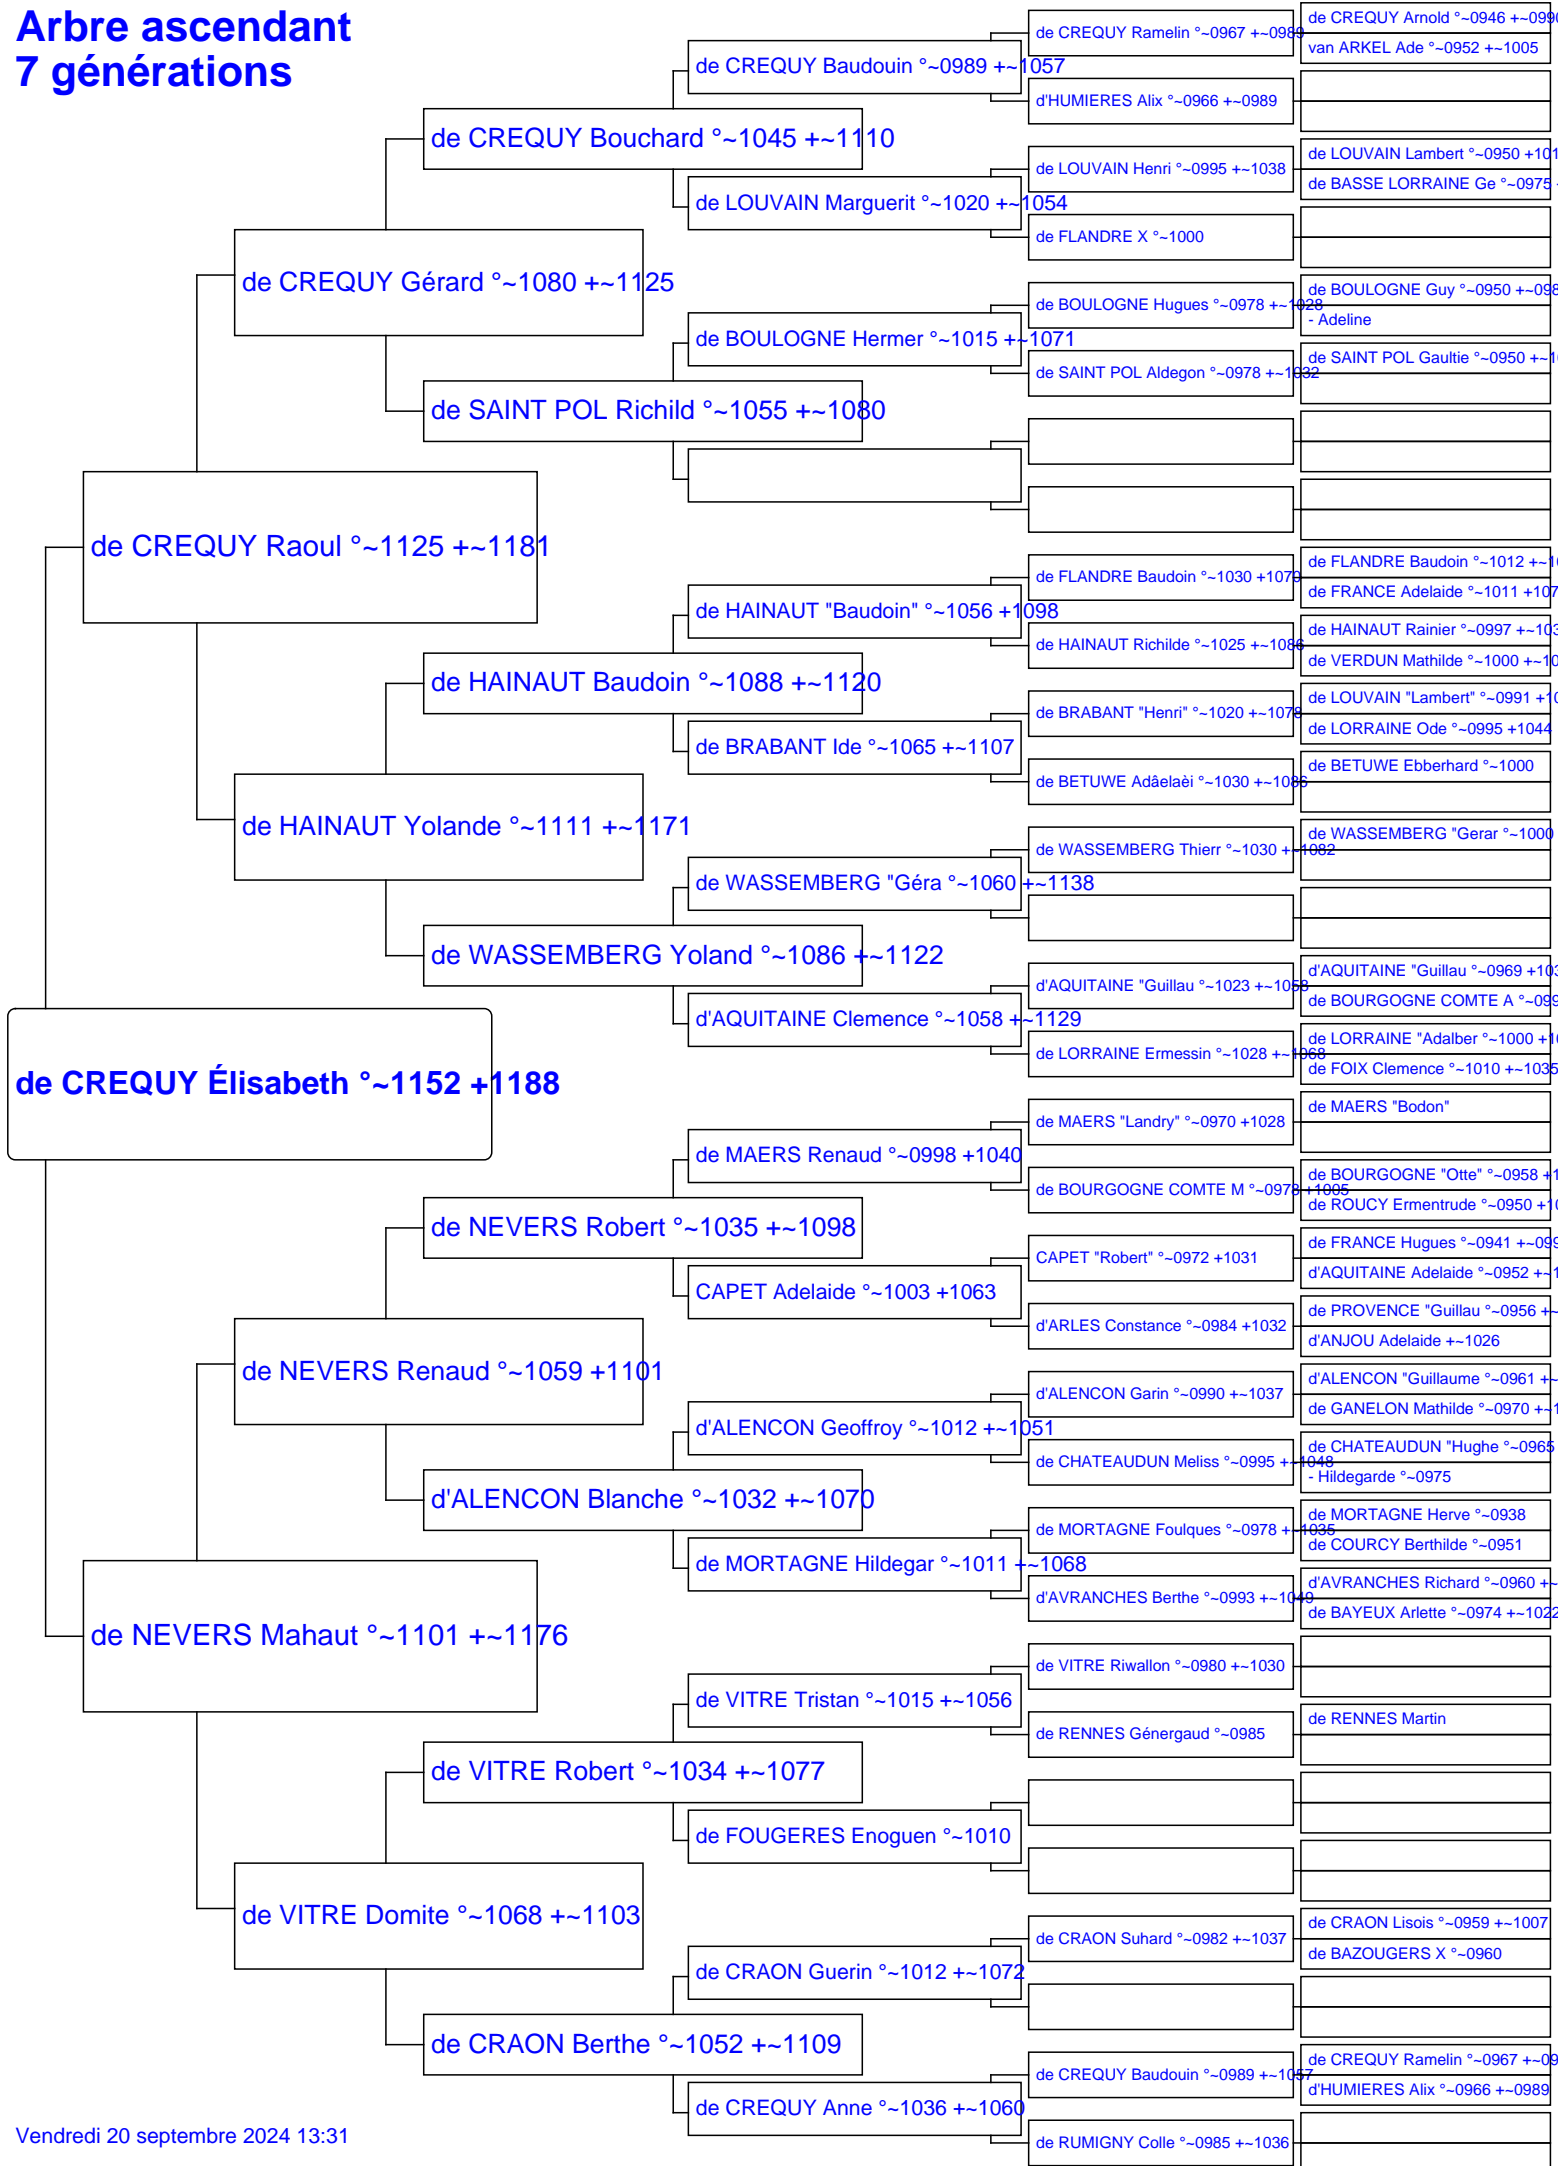 Arbre ascendant
7 générations
de CREQUY Élisabeth °~1152 +1188
de CREQUY Raoul °~1125 +~1181
de NEVERS Mahaut °~1101 +~1176
de CREQUY Gérard °~1080 +~1125
de HAINAUT Yolande °~1111 +~1171
de NEVERS Renaud °~1059 +1101
de VITRE Domite °~1068 +~1103
de CREQUY Bouchard °~1045 +~1110
de SAINT POL Richild °~1055 +~1080
de HAINAUT Baudoin °~1088 +~1120
de WASSEMBERG Yoland °~1086 +~1122
de NEVERS Robert °~1035 +~1098
d'ALENCON Blanche °~1032 +~1070
de VITRE Robert °~1034 +~1077
de CRAON Berthe °~1052 +~1109
de CREQUY Baudouin °~0989 +~1057
de LOUVAIN Marguerit °~1020 +~1054
de BOULOGNE Hermer °~1015 +~1071
de HAINAUT "Baudoin" °~1056 +1098
de BRABANT Ide °~1065 +~1107
de WASSEMBERG "Géra °~1060 +~1138
d'AQUITAINE Clemence °~1058 +~1129
de MAERS Renaud °~0998 +1040
CAPET Adelaide °~1003 +1063
d'ALENCON Geoffroy °~1012 +~1051
de MORTAGNE Hildegar °~1011 +~1068
de VITRE Tristan °~1015 +~1056
de FOUGERES Enoguen °~1010
de CRAON Guerin °~1012 +~1072
de CREQUY Anne °~1036 +~1060
de CREQUY Ramelin °~0967 +~0989
d'HUMIERES Alix °~0966 +~0989
de LOUVAIN Henri °~0995 +~1038
de FLANDRE X °~1000
de BOULOGNE Hugues °~0978 +~1028
de SAINT POL Aldegon °~0978 +~1032
de FLANDRE Baudoin °~1030 +1070
de HAINAUT Richilde °~1025 +~1086
de BRABANT "Henri" °~1020 +~1078
de BETUWE Adâelaèi °~1030 +~1086
de WASSEMBERG Thierr °~1030 +~1082
d'AQUITAINE "Guillau °~1023 +~1058
de LORRAINE Ermessin °~1028 +~1068
de MAERS "Landry" °~0970 +1028
de BOURGOGNE COMTE M °~0978 +1005
CAPET "Robert" °~0972 +1031
d'ARLES Constance °~0984 +1032
d'ALENCON Garin °~0990 +~1037
de CHATEAUDUN Meliss °~0995 +~1048
de MORTAGNE Foulques °~0978 +~1035
d'AVRANCHES Berthe °~0993 +~1049
de VITRE Riwallon °~0980 +~1030
de RENNES Génergaud °~0985
de CRAON Suhard °~0982 +~1037
de CREQUY Baudouin °~0989 +~1057
de RUMIGNY Colle °~0985 +~1036
de CREQUY Arnold °~0946 +~0990
van ARKEL Ade °~0952 +~1005
de LOUVAIN Lambert °~0950 +101
de BASSE LORRAINE Ge °~0975
de BOULOGNE Guy °~0950 +~098
- Adeline
de SAINT POL Gaultie °~0950 +~1
de FLANDRE Baudoin °~1012 +~1
de FRANCE Adelaide °~1011 +107
de HAINAUT Rainier °~0997 +~103
de VERDUN Mathilde °~1000 +~10
de LOUVAIN "Lambert" °~0991 +10
de LORRAINE Ode °~0995 +1044
de BETUWE Ebberhard °~1000
de WASSEMBERG "Gerar °~1000
d'AQUITAINE "Guillau °~0969 +103
de BOURGOGNE COMTE A °~099
de LORRAINE "Adalber °~1000 +10
de FOIX Clemence °~1010 +~1035
de MAERS "Bodon"
de BOURGOGNE "Otte" °~0958 +1
de ROUCY Ermentrude °~0950 +10
de FRANCE Hugues °~0941 +~099
d'AQUITAINE Adelaide °~0952 +~1
de PROVENCE "Guillau °~0956 +~
d'ANJOU Adelaide +~1026
d'ALENCON "Guillaume °~0961 +~
de GANELON Mathilde °~0970 +~1
de CHATEAUDUN "Hughe °~0965
- Hildegarde °~0975
de MORTAGNE Herve °~0938
de COURCY Berthilde °~0951
d'AVRANCHES Richard °~0960 +~
de BAYEUX Arlette °~0974 +~1022
de RENNES Martin
de CRAON Lisois °~0959 +~1007
de BAZOUGERS X °~0960
de CREQUY Ramelin °~0967 +~09
d'HUMIERES Alix °~0966 +~0989
Vendredi 20 septembre 2024 13:31